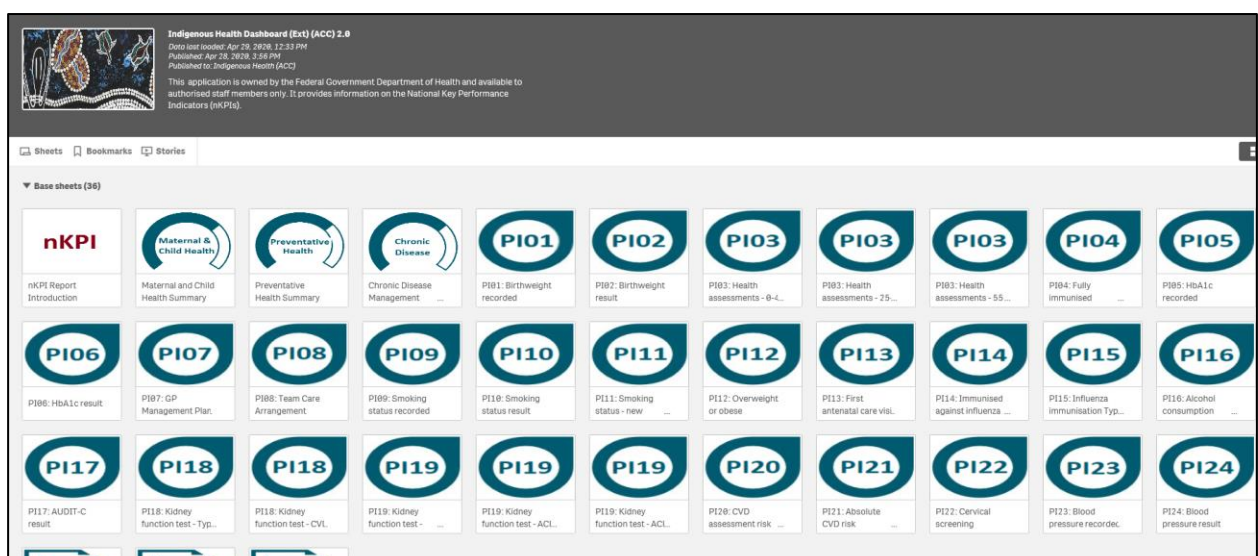 Indigenous Health Dashboard (Ext) (ACC) 2.0
Data last loaded: Apr 29, 2020, 12:33 PM
Published: Apr 28, 2020, 3:56 PM
Published to: Indigenous Health (ACC)
This application is owned by the Federal Government Department of Health and available to
authorised staff members only. It provides information on the National Key Performance
Indicators (nKPIs).
Sheets Bookmarks Stories
Base sheets (36)
nKPI
Maternal &
Child Health
Preventative
Health
Chronic
Disease
PI01 PI02 PI03 PI03 PI03 PI04 PI05
nKPI Report
Introduction
Maternal and Child
Health Summary
Preventative
Health Summary
Chronic Disease
Management ...
PI01: Birthweight
recorded
PI02: Birthweight
result
PI03: Health
assessments - 0-4...
PI03: Health
assessments - 25-...
PI03: Health
assessments - 55...
PI04: Fully
immunised ...
PI05: HbA1c
recorded
PI06 PI07 PI08 PI09 PI10 PI11 PI12 PI13 PI14 PI15 PI16
PI06: HbA1c result
PI07: GP
Management Plan.
PI08: Team Care
Arrangement
PI09: Smoking
status recorded
PI10: Smoking
status result
PI11: Smoking
status - new ...
PI12: Overweight
or obese
PI13: First
antenatal care visi.
PI14: Immunised
against influenza ...
PI15: Influenza
immunisation Typ...
PI16: Alcohol
consumption ...
PI17 PI18 PI18 PI19 PI19 PI19 PI20 PI21 PI22 PI23 PI24
PI17: AUDIT-C
result
PI18: Kidney
function test - Typ...
PI18: Kidney
function test - CVL.
PI19: Kidney
function test - ...
PI19: Kidney
function test - ACI...
PI19: Kidney
function test - ACI...
PI20: CVD
assessment risk ...
PI21: Absolute
CVD risk ...
PI22: Cervical
screening
PI23: Blood
pressure recordec
PI24: Blood
pressure result